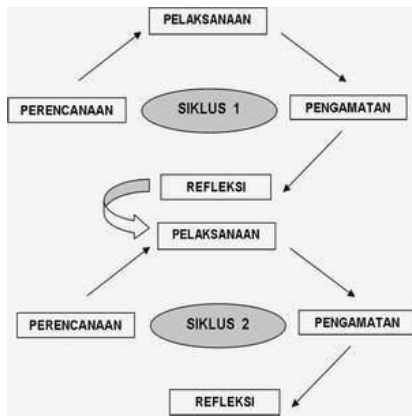 PELAKSANAAN
PERENCANAAN
SIKLUS 1
PENGAMATAN
REFLEKSI
PELAKSANAAN
PERENCANAAN
SIKLUS 2
PENGAMATAN
REFLEKSI